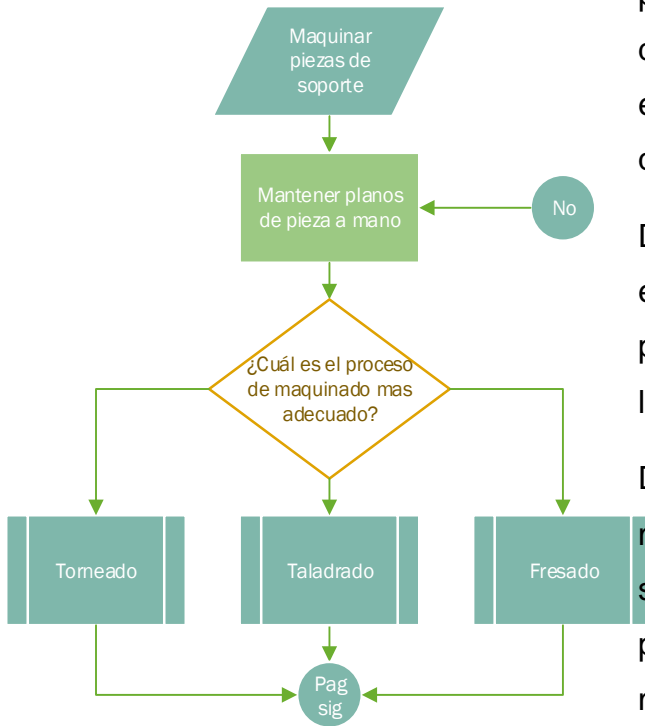 Maquinar
piezas de
soporte
Mantener planos
de pieza a mano
No
¿Cuál es el proceso
de maquinado mas
adecuado?
Torneado
Taladrado
Fresado
Pag
sig